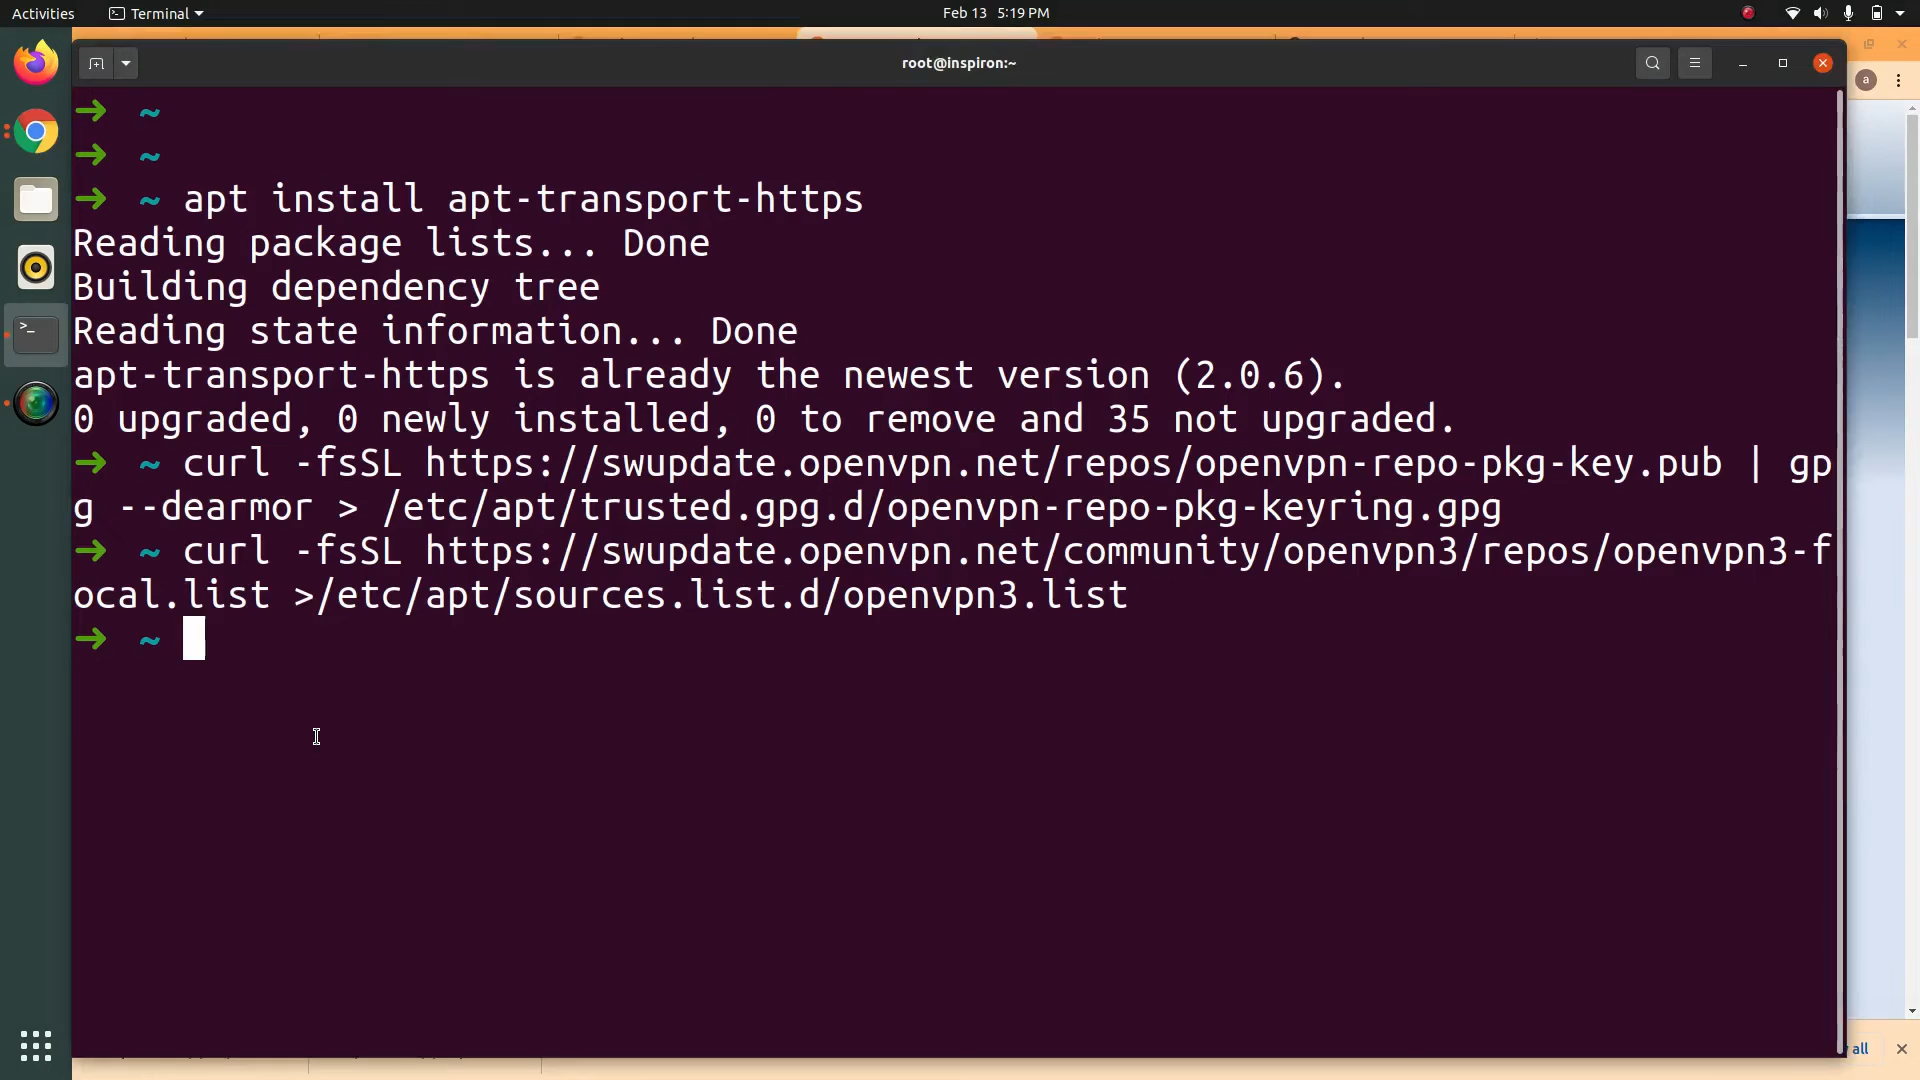 Activities Terminal Feb 13 5:19 PM
root@inspiron:~
a
➜ ~
➜ ~
➜ ~ apt install apt-transport-https
Reading package lists... Done
Building dependency tree
Reading state information... Done
apt-transport-https is already the newest version (2.0.6).
0 upgraded, 0 newly installed, 0 to remove and 35 not upgraded.
➜ ~ curl -fsSL https://swupdate.openvpn.net/repos/openvpn-repo-pkg-key.pub | gp
g --dearmor > /etc/apt/trusted.gpg.d/openvpn-repo-pkg-keyring.gpg
➜ ~ curl -fsSL https://swupdate.openvpn.net/community/openvpn3/repos/openvpn3-f
ocal.list >/etc/apt/sources.list.d/openvpn3.list
➜ ~
all